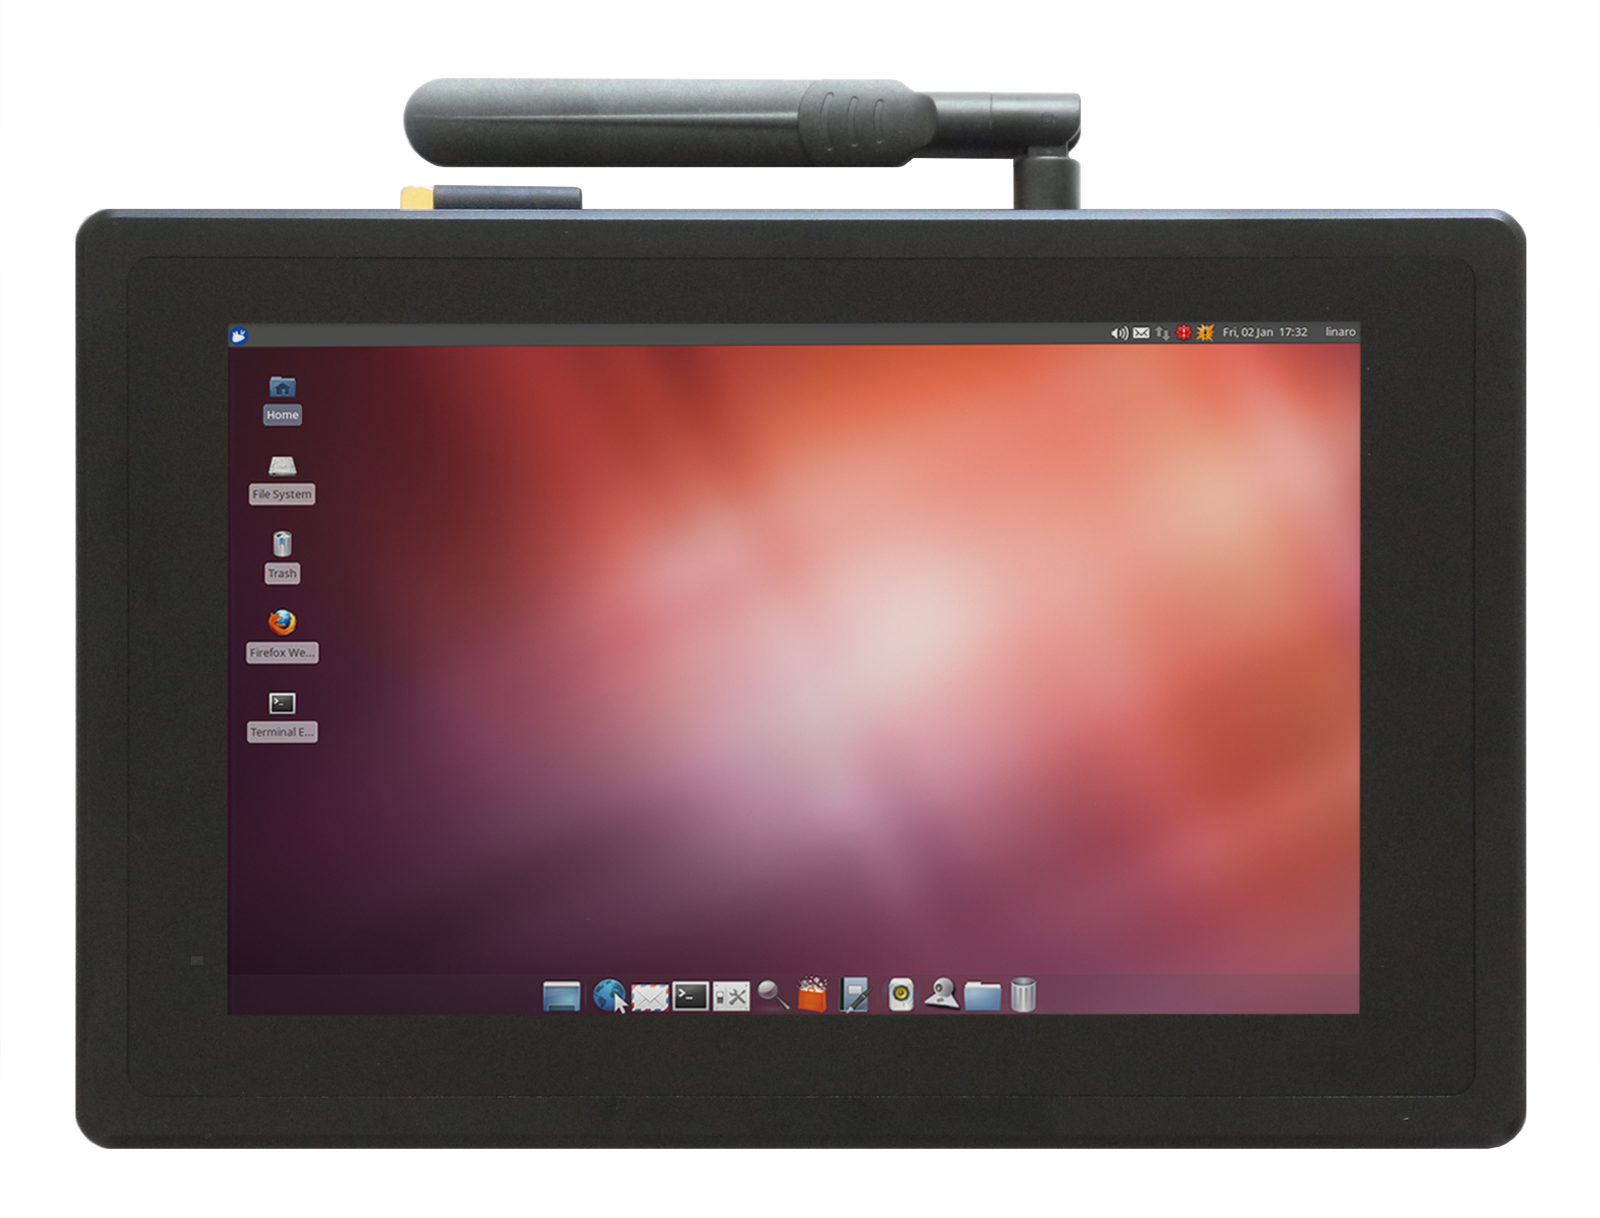 Fri, 02 Jan 17:32 linaro
Home
File System
Trash
Firefox We...
Terminal E...